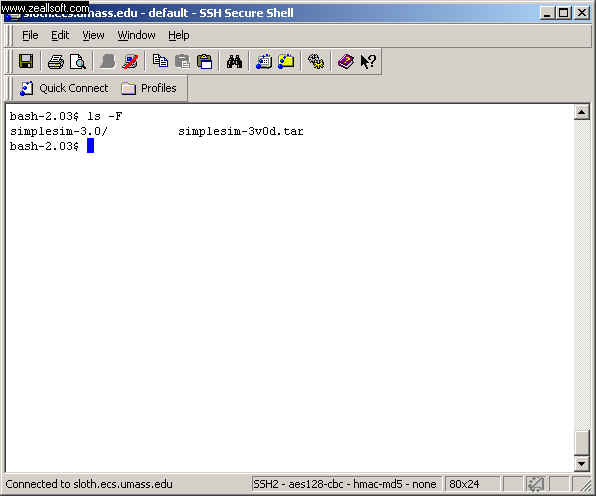 www.zeallsoft.com
sloth.ecs.umass.edu - default - SSH Secure Shell
File Edit View Window Help
Quick Connect Profiles
bash-2.03$ ls -F
simplesim-3.0/ simplesim-3v0d.tar
bash-2.03$
Connected to sloth.ecs.umass.edu SSH2 - aes128-cbc - hmac-md5 - none 80x24